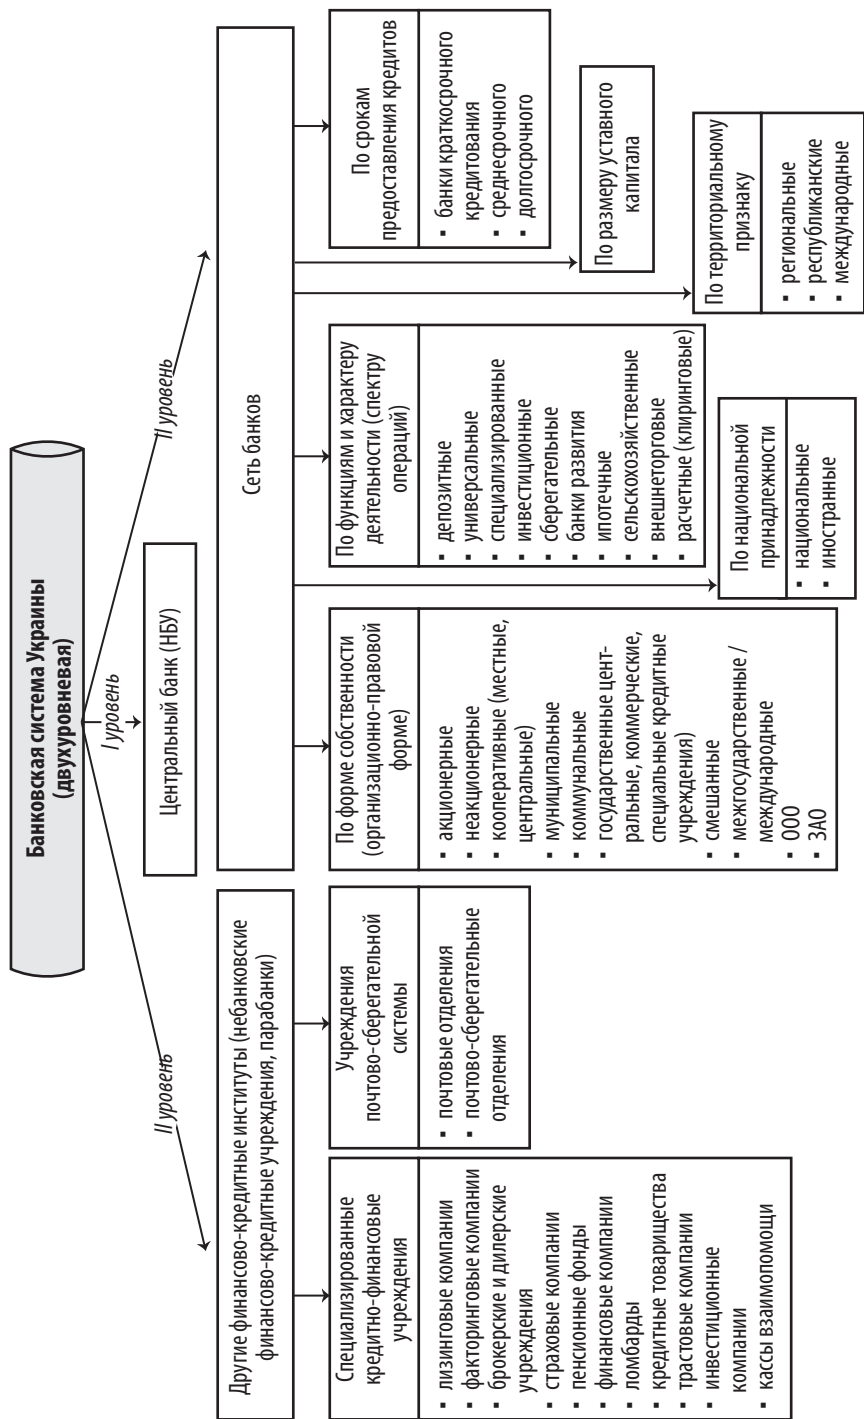 Банковская система Украины
(двухуровневая)
II уровень
I уровень
II уровень
Центральный банк (НБУ)
Другие финансово-кредитные институты (небанковские
финансово-кредитные учреждения, парабанки)
Сеть банков
Специализированные
кредитно-финансовые
учреждения
▪ лизинговые компании
▪ факторинговые компании
▪ брокерские и дилерские
учреждения
▪ страховые компании
▪ пенсионные фонды
▪ финансовые компании
▪ ломбарды
▪ кредитные товарищества
▪ трастовые компании
▪ инвестиционные
компании
▪ кассы взаимопомощи
Учреждения
почтово-сберегательной
системы
▪ почтовые отделения
▪ почтово-сберегательные
отделения
По форме собственности
(организационно-правовой
форме)
▪ акционерные
▪ неакционерные
▪ кооперативные (местные,
центральные)
▪ муниципальные
▪ коммунальные
▪ государственные цент-
ральные, коммерческие,
специальные кредитные
учреждения)
▪ смешанные
▪ межгосударственные /
международные
▪ ООО
▪ ЗАО
По функциям и характеру
деятельности (спектру
операций)
▪ депозитные
▪ универсальные
▪ специализированные
▪ инвестиционные
▪ сберегательные
▪ банки развития
▪ ипотечные
▪ сельскохозяйственные
▪ внешнеторговые
▪ расчетные (клиринговые)
По срокам
предоставления кредитов
▪ банки краткосрочного
кредитования
▪ среднесрочного
▪ долгосрочного
По национальной
принадлежности
▪ национальные
▪ иностранные
По размеру уставного
капитала
По территориальному
признаку
▪ региональные
▪ республиканские
▪ международные